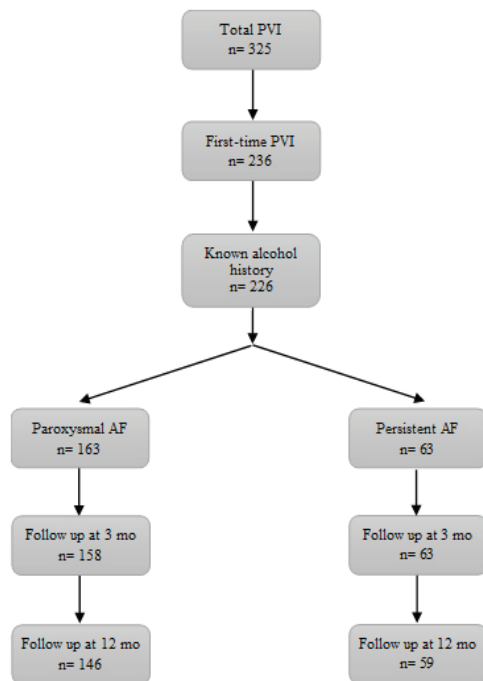 Total PVI
n= 325
First-time PVI
n= 236
Known alcohol
history
n= 226
Paroxysmal AF
n= 163
Persistent AF
n= 63
Follow up at 3 mo
n= 158
Follow up at 3 mo
n= 63
Follow up at 12 mo
n= 146
Follow up at 12 mo
n= 59